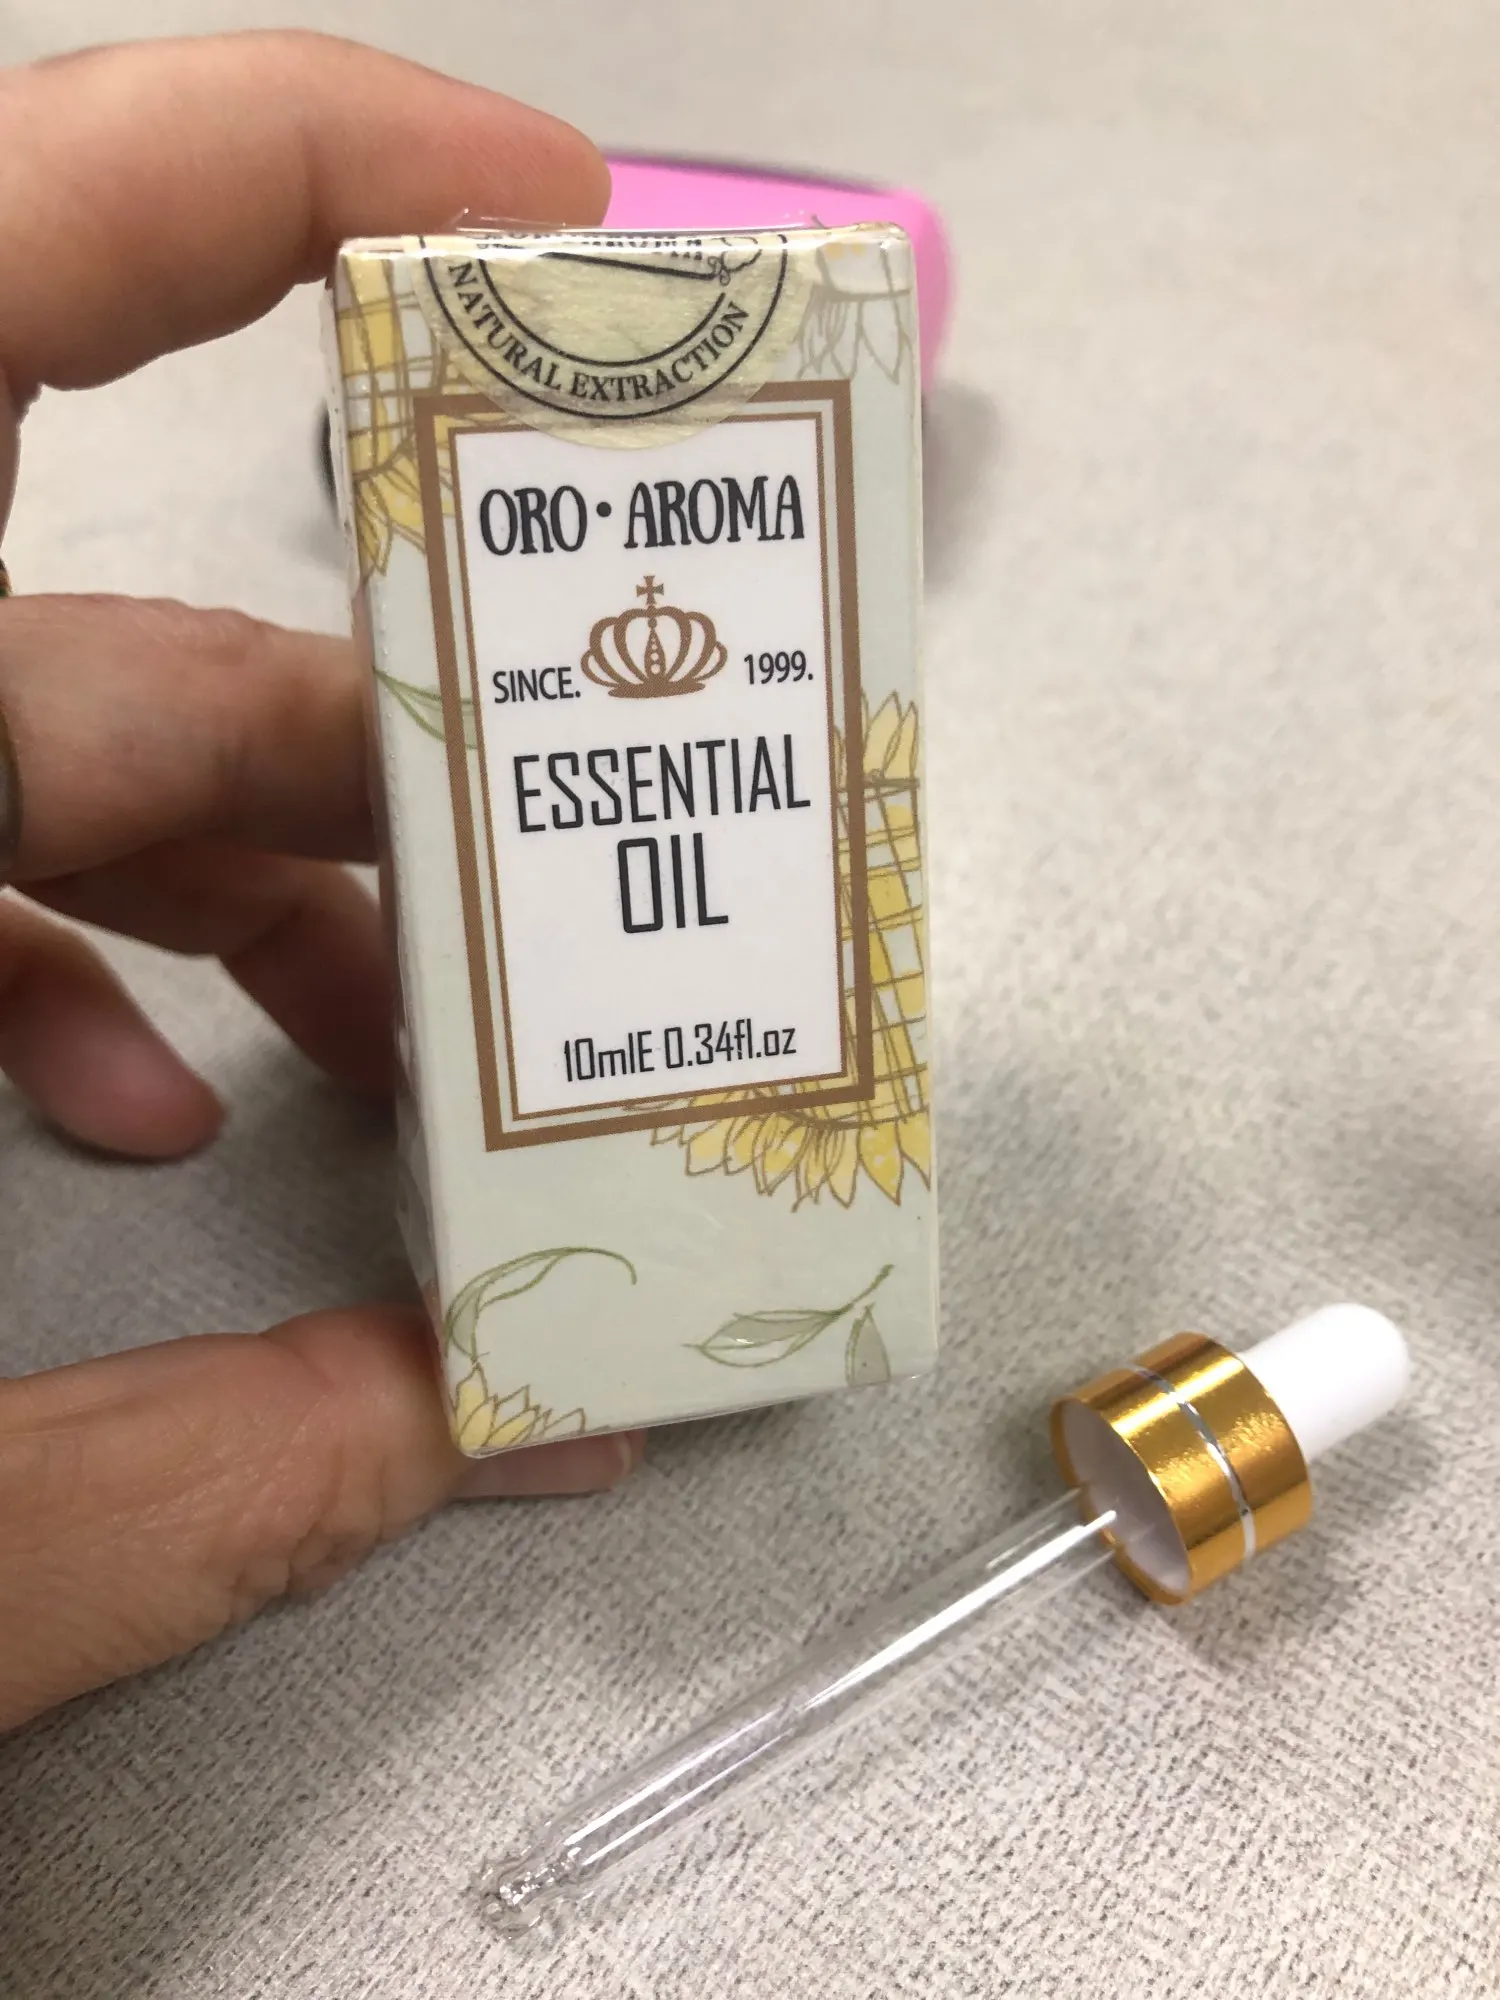 NATURAL EXTRACTION
ORO·AROMA
SINCE. 1999.
ESSENTIAL
OIL
10mlE 0.34fl.oz